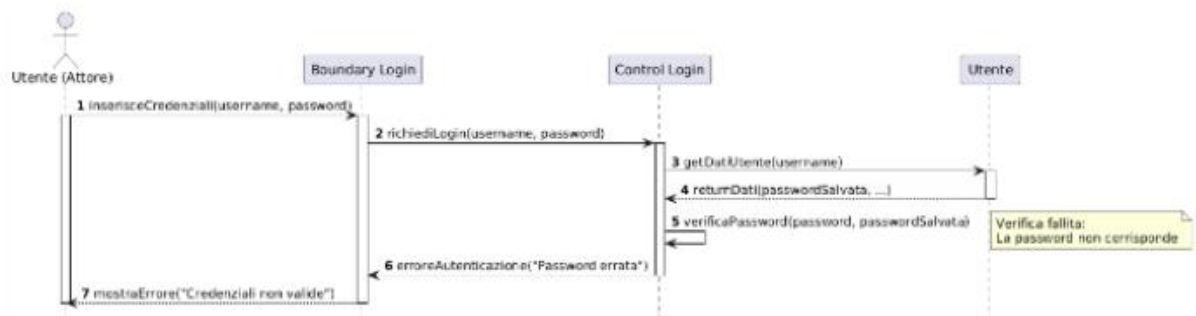 Utente (Attore)
Boundary Login
Control Login
Utente
1 inserisceCredenziali(username, password)
2 richiediLogin(username, password)
3 getDatiUtente(username)
4 returnDati(passwordSalvata, ...)
5 verificaPassword(password, passwordSalvata)
Verifica fallita:
La password non cerrisponde
6 erroreAutenticazione("Password errata")
7 mostraErrore("Credenziali non valide")